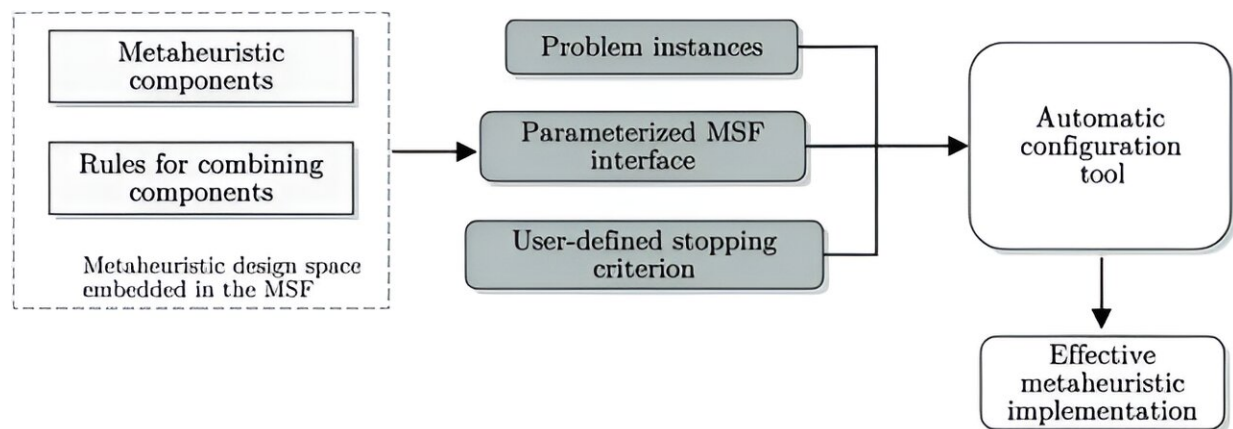 Metaheuristic
components
Rules for combining
components
Metaheuristic design space
embedded in the MSF
Problem instances
Parameterized MSF
interface
User-defined stopping
criterion
Automatic
configuration
tool
Effective
metaheuristic
implementation